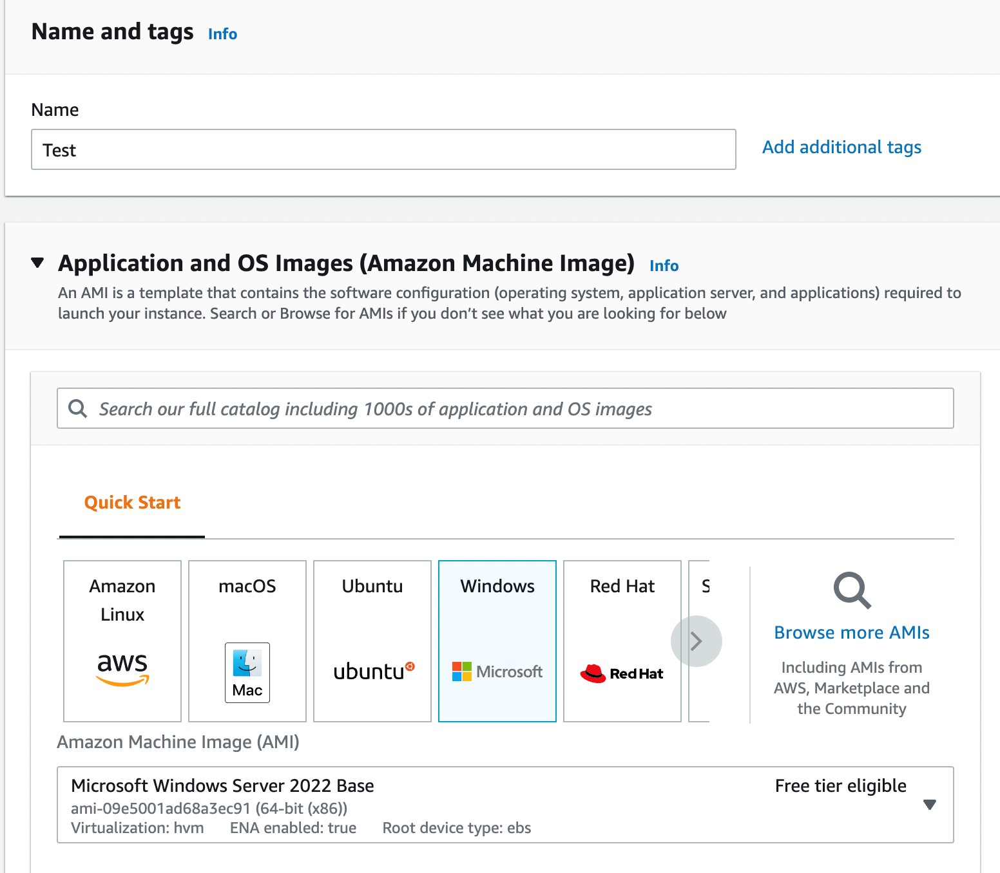 Name and tags Info
Name
Test
Add additional tags
Application and OS Images (Amazon Machine Image) Info
An AMI is a template that contains the software configuration (operating system, application server, and applications) required to
launch your instance. Search or Browse for AMIs if you don’t see what you are looking for below
Search our full catalog including 1000s of application and OS images
Quick Start
Amazon
Linux
aws
macOS
Mac
Ubuntu
ubuntu
Windows
Microsoft
Red Hat
Red Hat
S
Browse more AMIs
Including AMIs from
AWS, Marketplace and
the Community
Amazon Machine Image (AMI)
Microsoft Windows Server 2022 Base
Free tier eligible
ami-09e5001ad68a3ec91 (64-bit (x86))
Virtualization: hvm ENA enabled: true Root device type: ebs